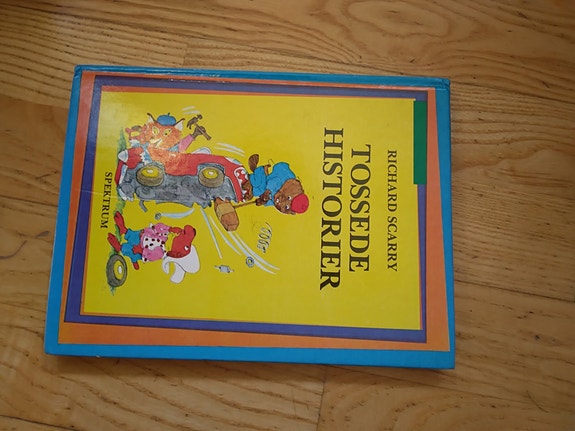 RICHARD SCARRY
TOSSEDE
HISTORIER
SPEKTRUM